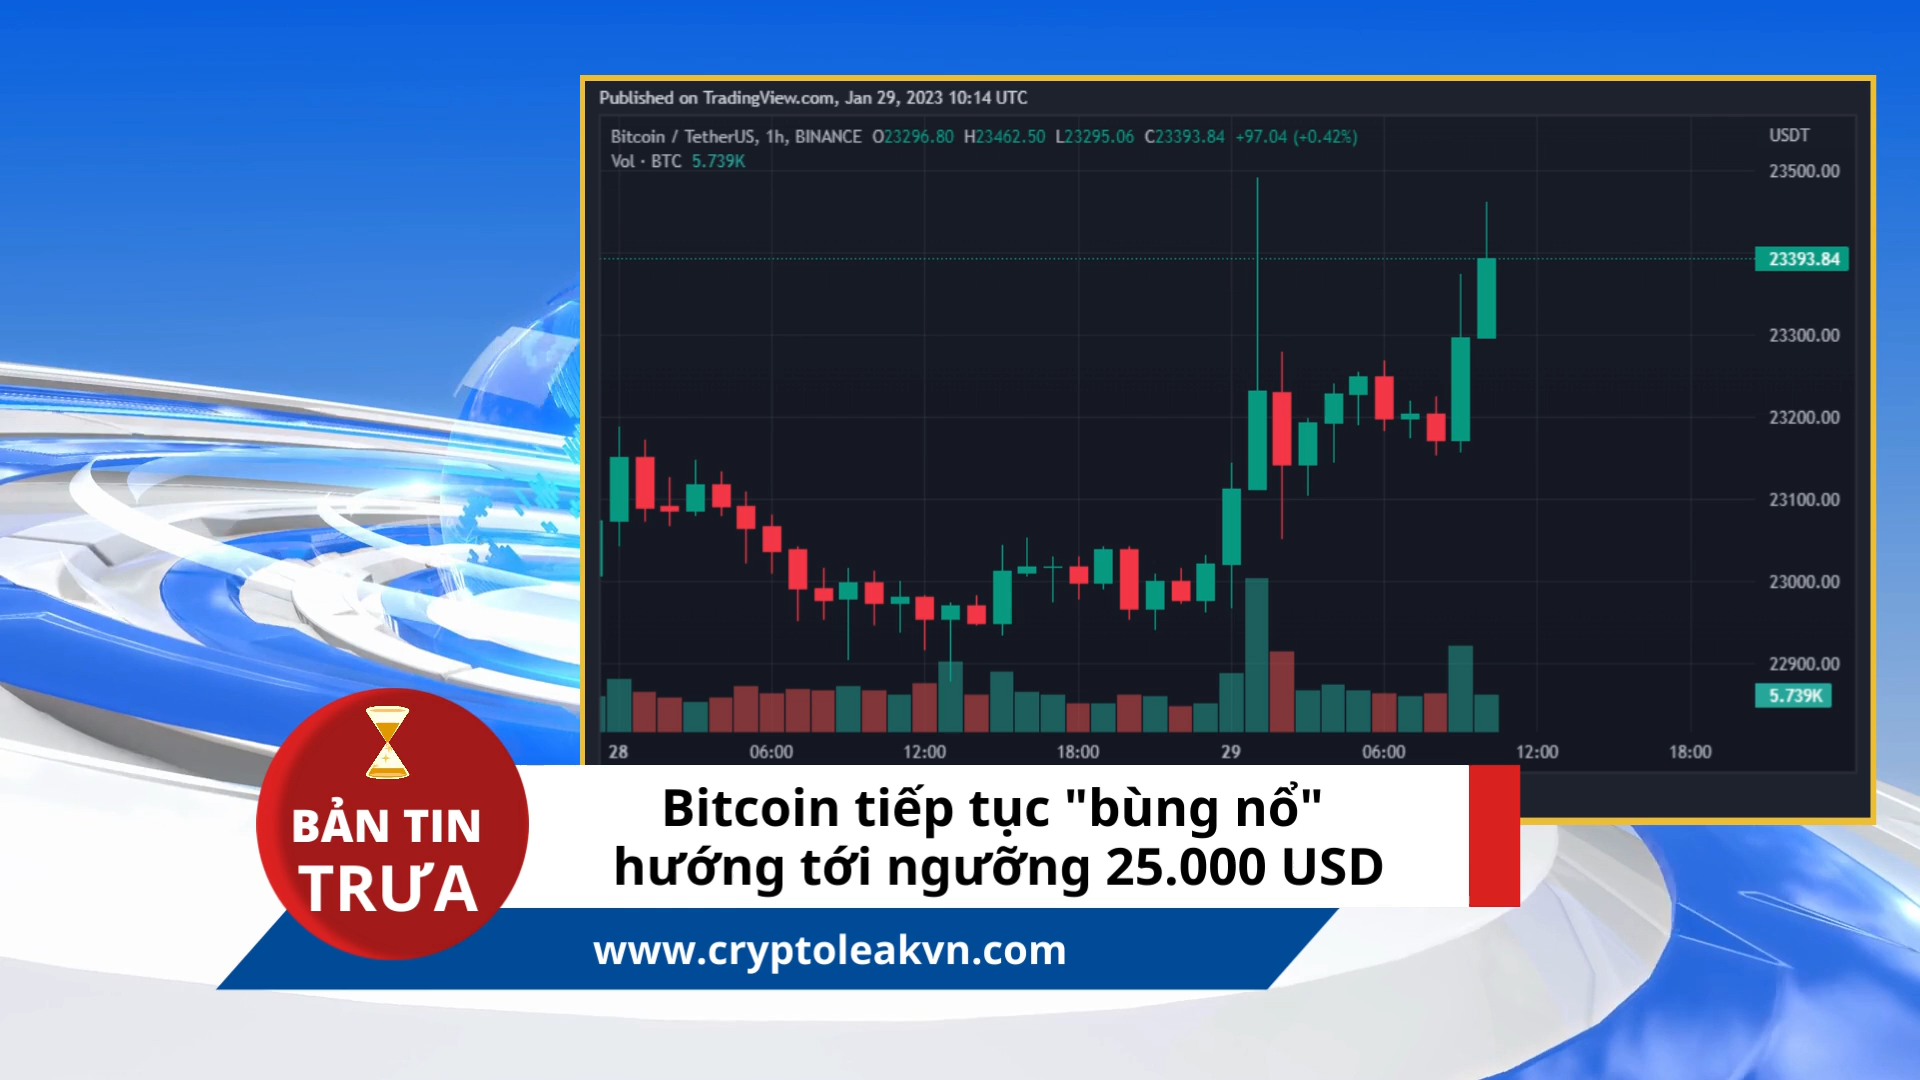 Published on TradingView.com, Jan 29, 2023 10:14 UTC
Bitcoin / TetherUS, 1h, BINANCE O23296.80 H23462.50 L23295.06 C23393.84 +97.04 (+0.42%)
Vol · BTC 5.739K
USDT
23500.00
23393.84
23300.00
23200.00
23100.00
23000.00
22900.00
5.739K
28 06:00 12:00 18:00 29 06:00 12:00 18:00
BẢN TIN
TRƯA
Bitcoin tiếp tục "bùng nổ"
hướng tới ngưỡng 25.000 USD
www.cryptoleakvn.com